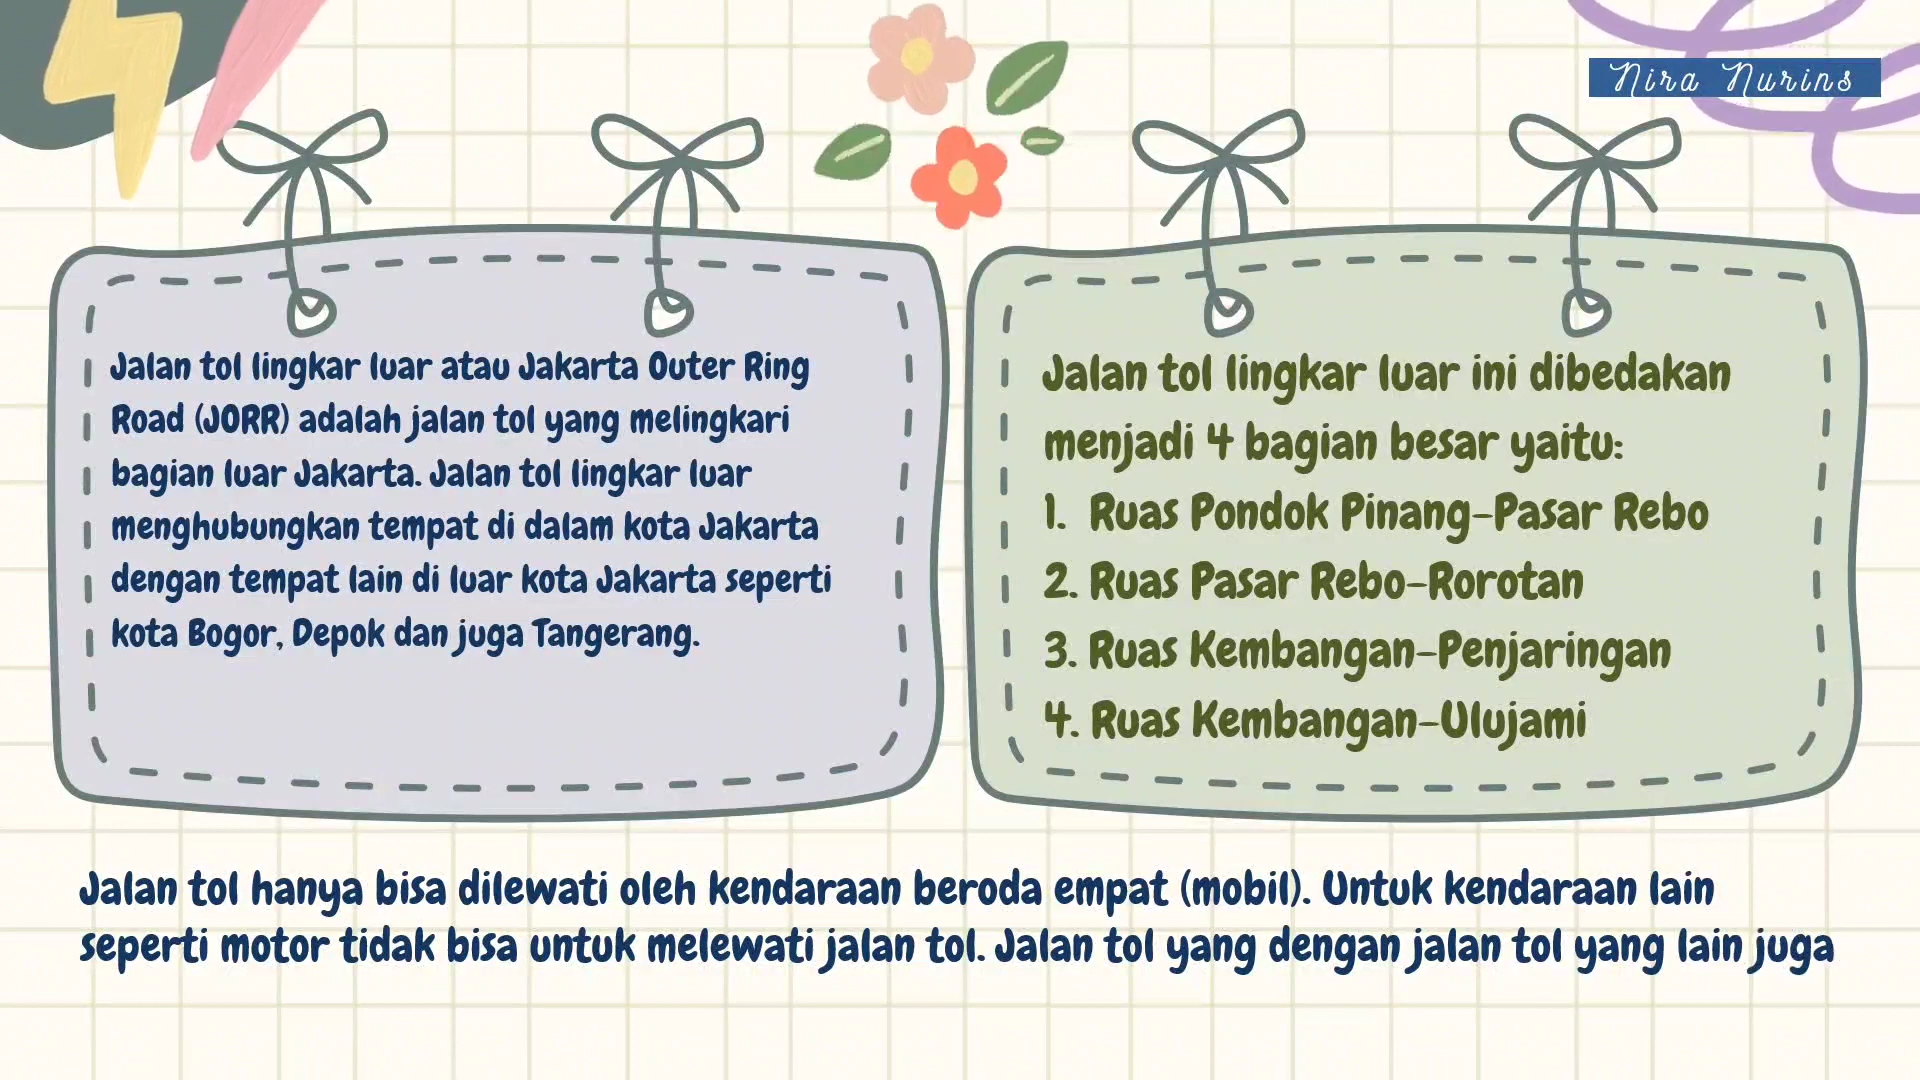 Nira Nurins
Jalan tol lingkar luar atau Jakarta Outer Ring
Road (JORR) adalah jalan tol yang melingkari
bagian luar Jakarta. Jalan tol lingkar luar
menghubungkan tempat di dalam kota Jakarta
dengan tempat lain di luar kota Jakarta seperti
kota Bogor, Depok dan juga Tangerang.
Jalan tol lingkar luar ini dibedakan
menjadi 4 bagian besar yaitu:
1. Ruas Pondok Pinang-Pasar Rebo
2. Ruas Pasar Rebo-Rorotan
3. Ruas Kembangan-Penjaringan
4. Ruas Kembangan-Ulujami
Jalan tol hanya bisa dilewati oleh kendaraan beroda empat (mobil). Untuk kendaraan lain
seperti motor tidak bisa untuk melewati jalan tol. Jalan tol yang dengan jalan tol yang lain juga